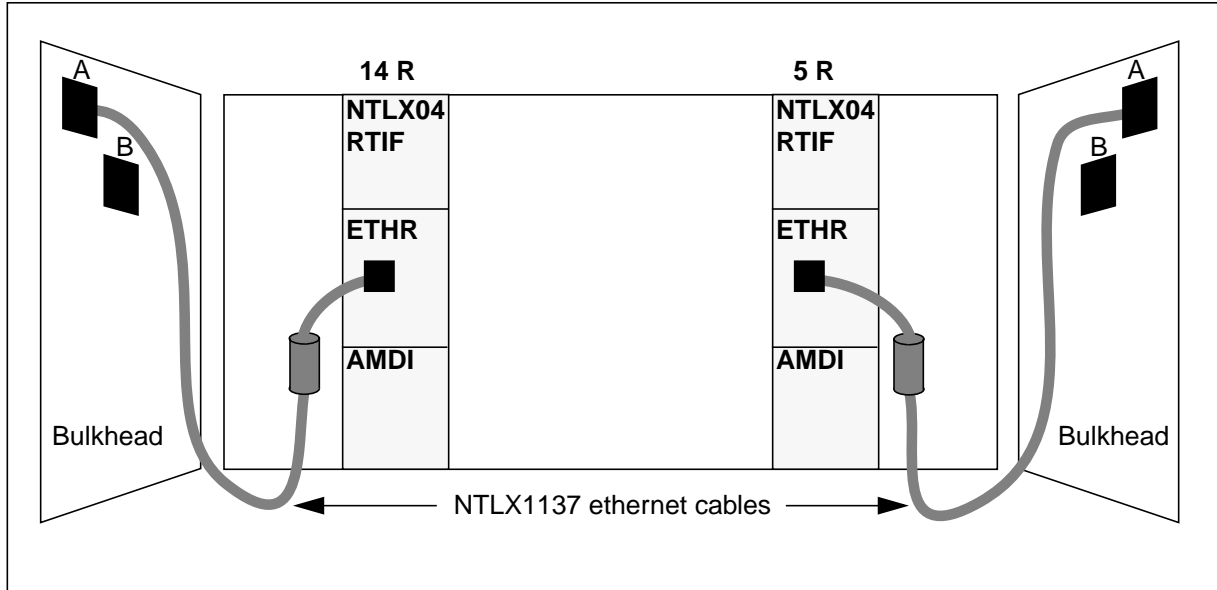 14 R
5 R
A
A
NTLX04
RTIF
NTLX04
RTIF
B
B
ETHR
ETHR
AMDI
AMDI
Bulkhead
Bulkhead
NTLX1137 ethernet cables